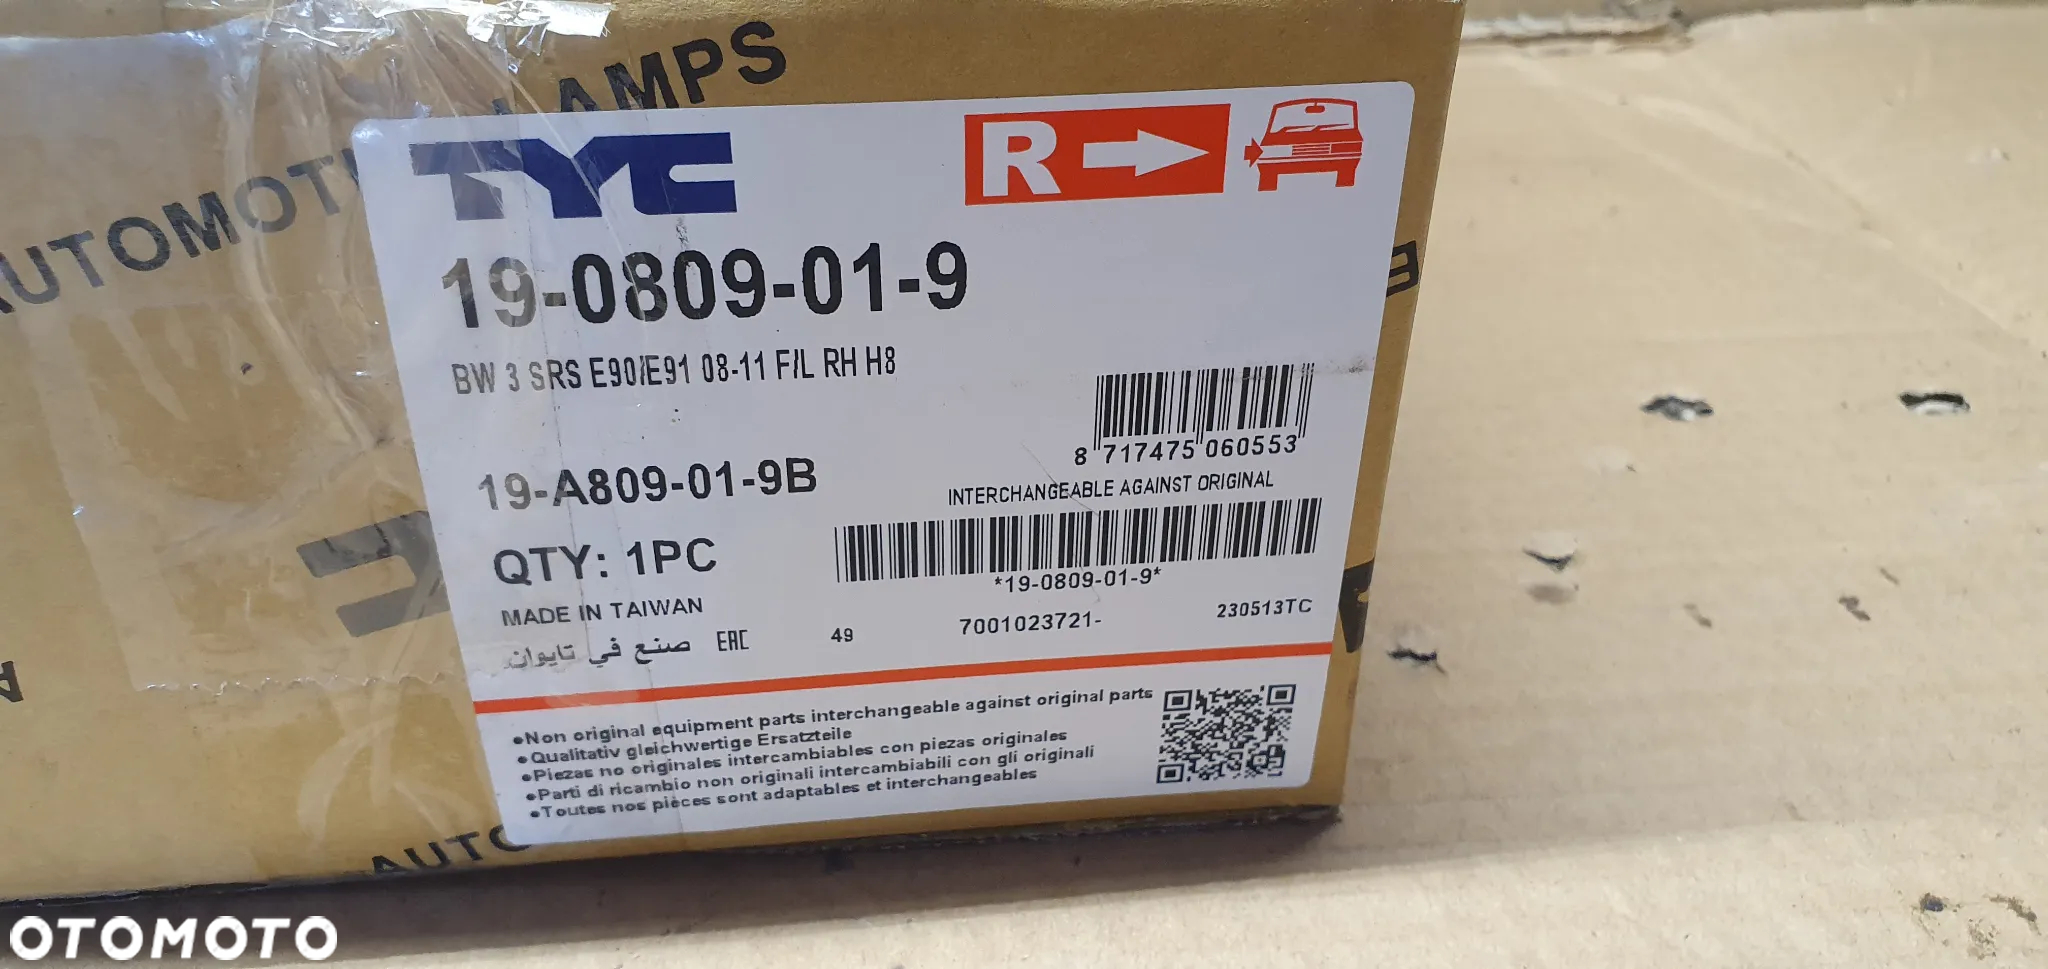 AUTOMOTIVE LAMPS
TYC
R
19-0809-01-9
BW 3 SRS E90/E91 08-11 F/L RH H8
8 717475 060553
19-A809-01-9B
INTERCHANGEABLE AGAINST ORIGINAL
QTY: 1PC
*19-0809-01-9*
MADE IN TAIWAN
صنع في تايوان EAC
49
7001023721-
230513TC
•Non original equipment parts interchangeable against original parts
•Qualitativ gleichwertige Ersatzteile
•Piezas no originales intercambiables con piezas originales
•Parti di ricambio non originali intercambiabili con gli originali
•Toutes nos pièces sont adaptables et interchangeables
AUTO
OTOMOTO